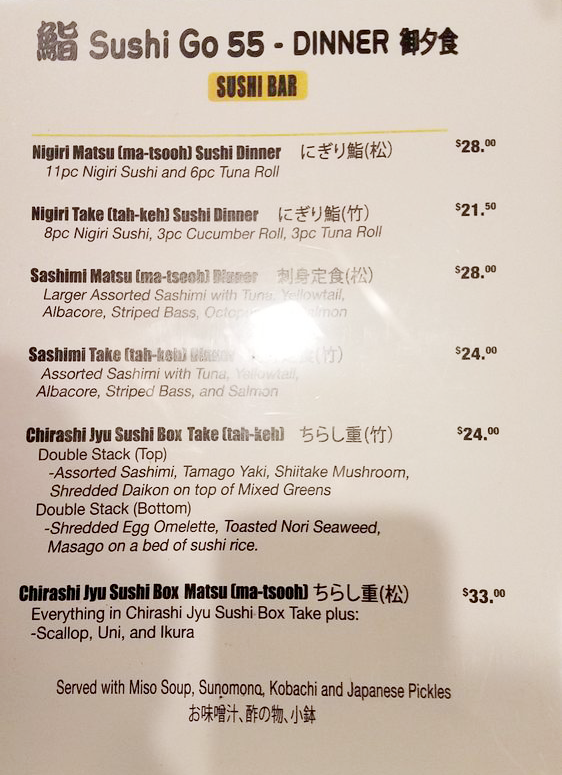 鮨 Sushi Go 55 - DINNER 御夕食
SUSHI BAR
Nigiri Matsu (ma-tsooh) Sushi Dinner にぎり鮨(松) $28.00
11pc Nigiri Sushi and 6pc Tuna Roll
Nigiri Take (tah-keh) Sushi Dinner にぎり鮨(竹) $21.50
8pc Nigiri Sushi, 3pc Cucumber Roll, 3pc Tuna Roll
Sashimi Matsu (ma-tsooh) Dinner 刺身定食(松) $28.00
Larger Assorted Sashimi with Tuna, Yellowtail,
Albacore, Striped Bass, Salmon
Sashimi Take (tah-keh) Dinner 定食(竹) $24.00
Assorted Sashimi with Tuna, Yellowtail,
Albacore, Striped Bass, and Salmon
Chirashi Jyu Sushi Box Take (tah-keh) ちらし重(竹) $24.00
Double Stack (Top)
-Assorted Sashimi, Tamago Yaki, Shiitake Mushroom,
Shredded Daikon on top of Mixed Greens
Double Stack (Bottom)
-Shredded Egg Omelette, Toasted Nori Seaweed,
Masago on a bed of sushi rice.
Chirashi Jyu Sushi Box Matsu (ma-tsooh) ちらし重(松) $33.00
Everything in Chirashi Jyu Sushi Box Take plus:
-Scallop, Uni, and Ikura
Served with Miso Soup, Sunomono, Kobachi and Japanese Pickles
お味噌汁、酢の物、小鉢